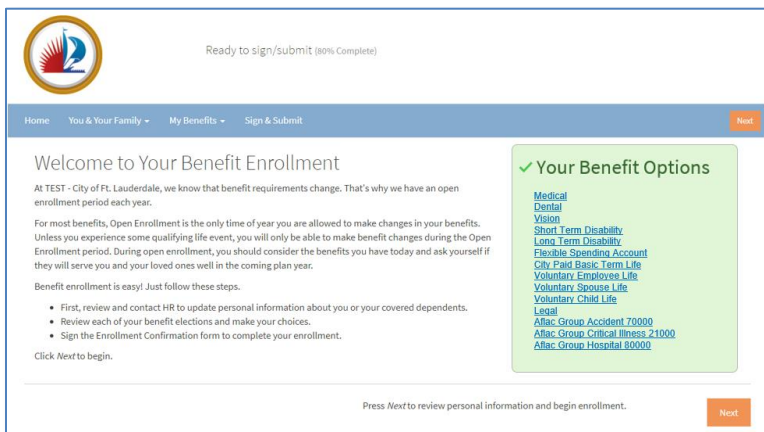 Ready to sign/submit (80% Complete)
Home You & Your Family My Benefits Sign & Submit Next
Welcome to Your Benefit Enrollment
At TEST - City of Ft. Lauderdale, we know that benefit requirements change. That's why we have an open
enrollment period each year.
For most benefits, Open Enrollment is the only time of year you are allowed to make changes in your benefits.
Unless you experience some qualifying life event, you will only be able to make benefit changes during the Open
Enrollment period. During open enrollment, you should consider the benefits you have today and ask yourself if
they will serve you and your loved ones well in the coming plan year.
Benefit enrollment is easy! Just follow these steps.
• First, review and contact HR to update personal information about you or your covered dependents.
• Review each of your benefit elections and make your choices.
• Sign the Enrollment Confirmation form to complete your enrollment.
Click Next to begin.
Your Benefit Options
Medical
Dental
Vision
Short Term Disability
Long Term Disability
Flexible Spending Account
City Paid Basic Term Life
Voluntary Employee Life
Voluntary Spouse Life
Voluntary Child Life
Legal
Aflac Group Accident 70000
Aflac Group Critical Illness 21000
Aflac Group Hospital 80000
Press Next to review personal information and begin enrollment.
Next